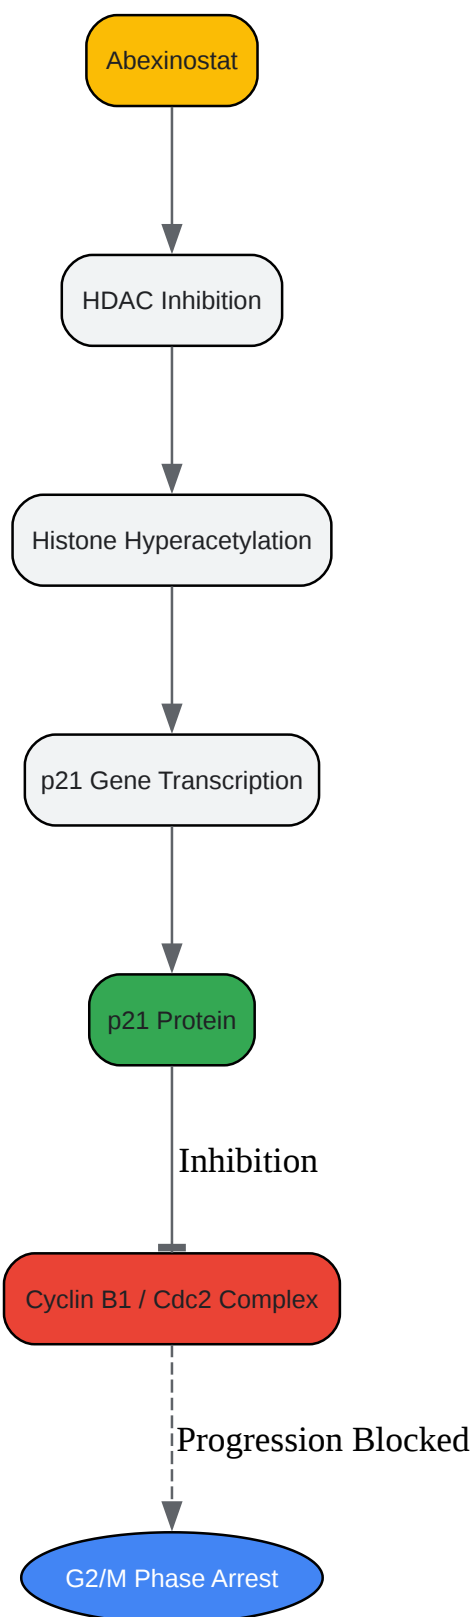 Abexinostat
HDAC Inhibition
Histone Hyperacetylation
p21 Gene Transcription
p21 Protein
Inhibition
Cyclin B1 / Cdc2 Complex
Progression Blocked
G2/M Phase Arrest